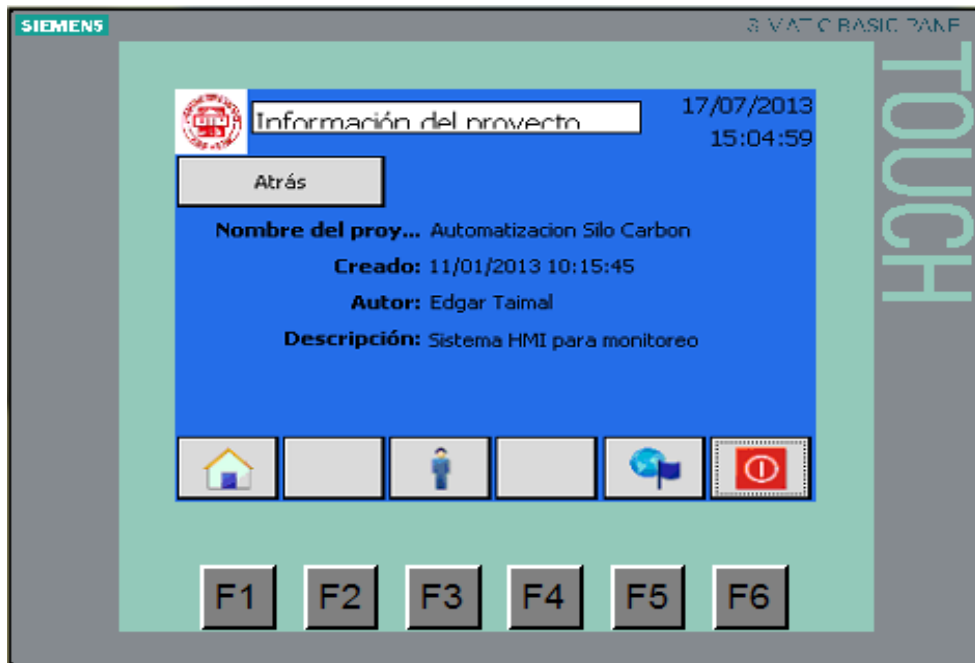 SIEMENS
SIMATIC BASIC PANEL
TOUCH
Información del proyecto
17/07/2013
15:04:59
Atrás
Nombre del proy... Automatizacion Silo Carbon
Creado: 11/01/2013 10:15:45
Autor: Edgar Taimal
Descripción: Sistema HMI para monitoreo
F1 F2 F3 F4 F5 F6